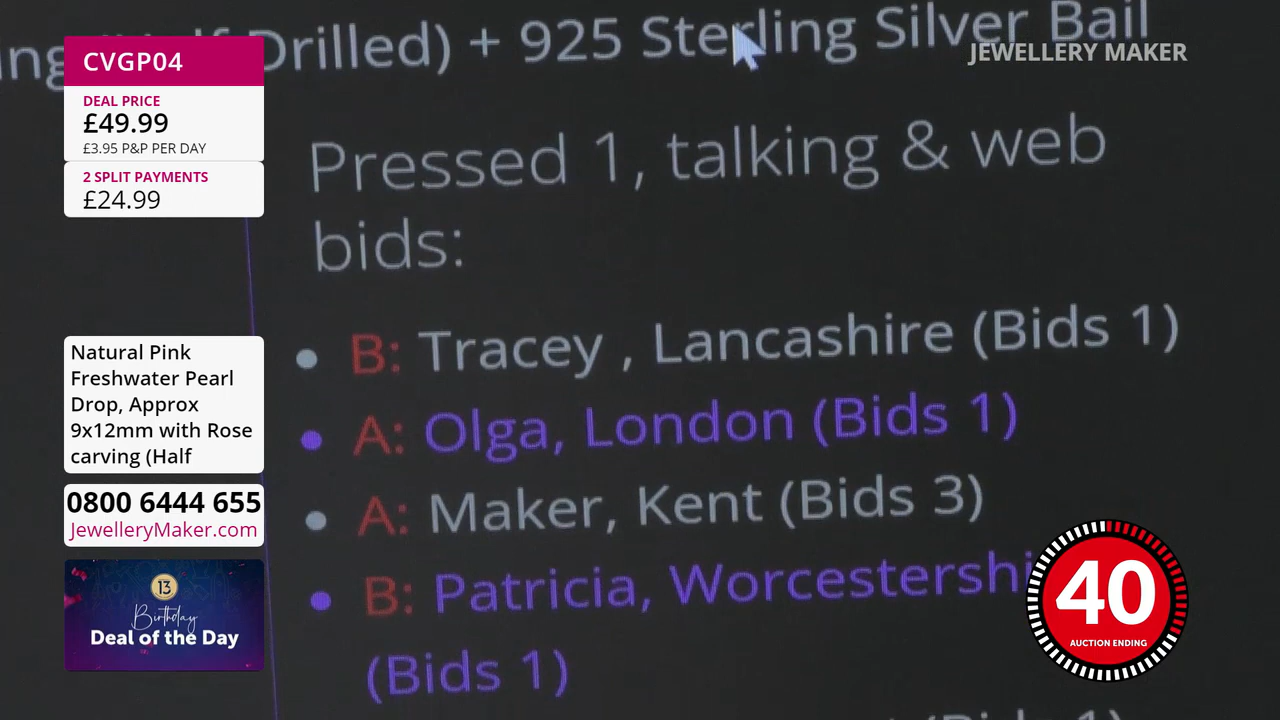 Drilled) + 925 Sterling Silver Bail
JEWELLERY MAKER
CVGP04
DEAL PRICE
£49.99
£3.95 P&P PER DAY
2 SPLIT PAYMENTS
£24.99
Pressed 1, talking & web
bids:
• B: Tracey , Lancashire (Bids 1)
• A: Olga, London (Bids 1)
• A: Maker, Kent (Bids 3)
• B: Patricia, Worcestershi
(Bids 1)
Natural Pink
Freshwater Pearl
Drop, Approx
9x12mm with Rose
carving (Half
0800 6444 655
JewelleryMaker.com
13
Birthday
Deal of the Day
40
AUCTION ENDING